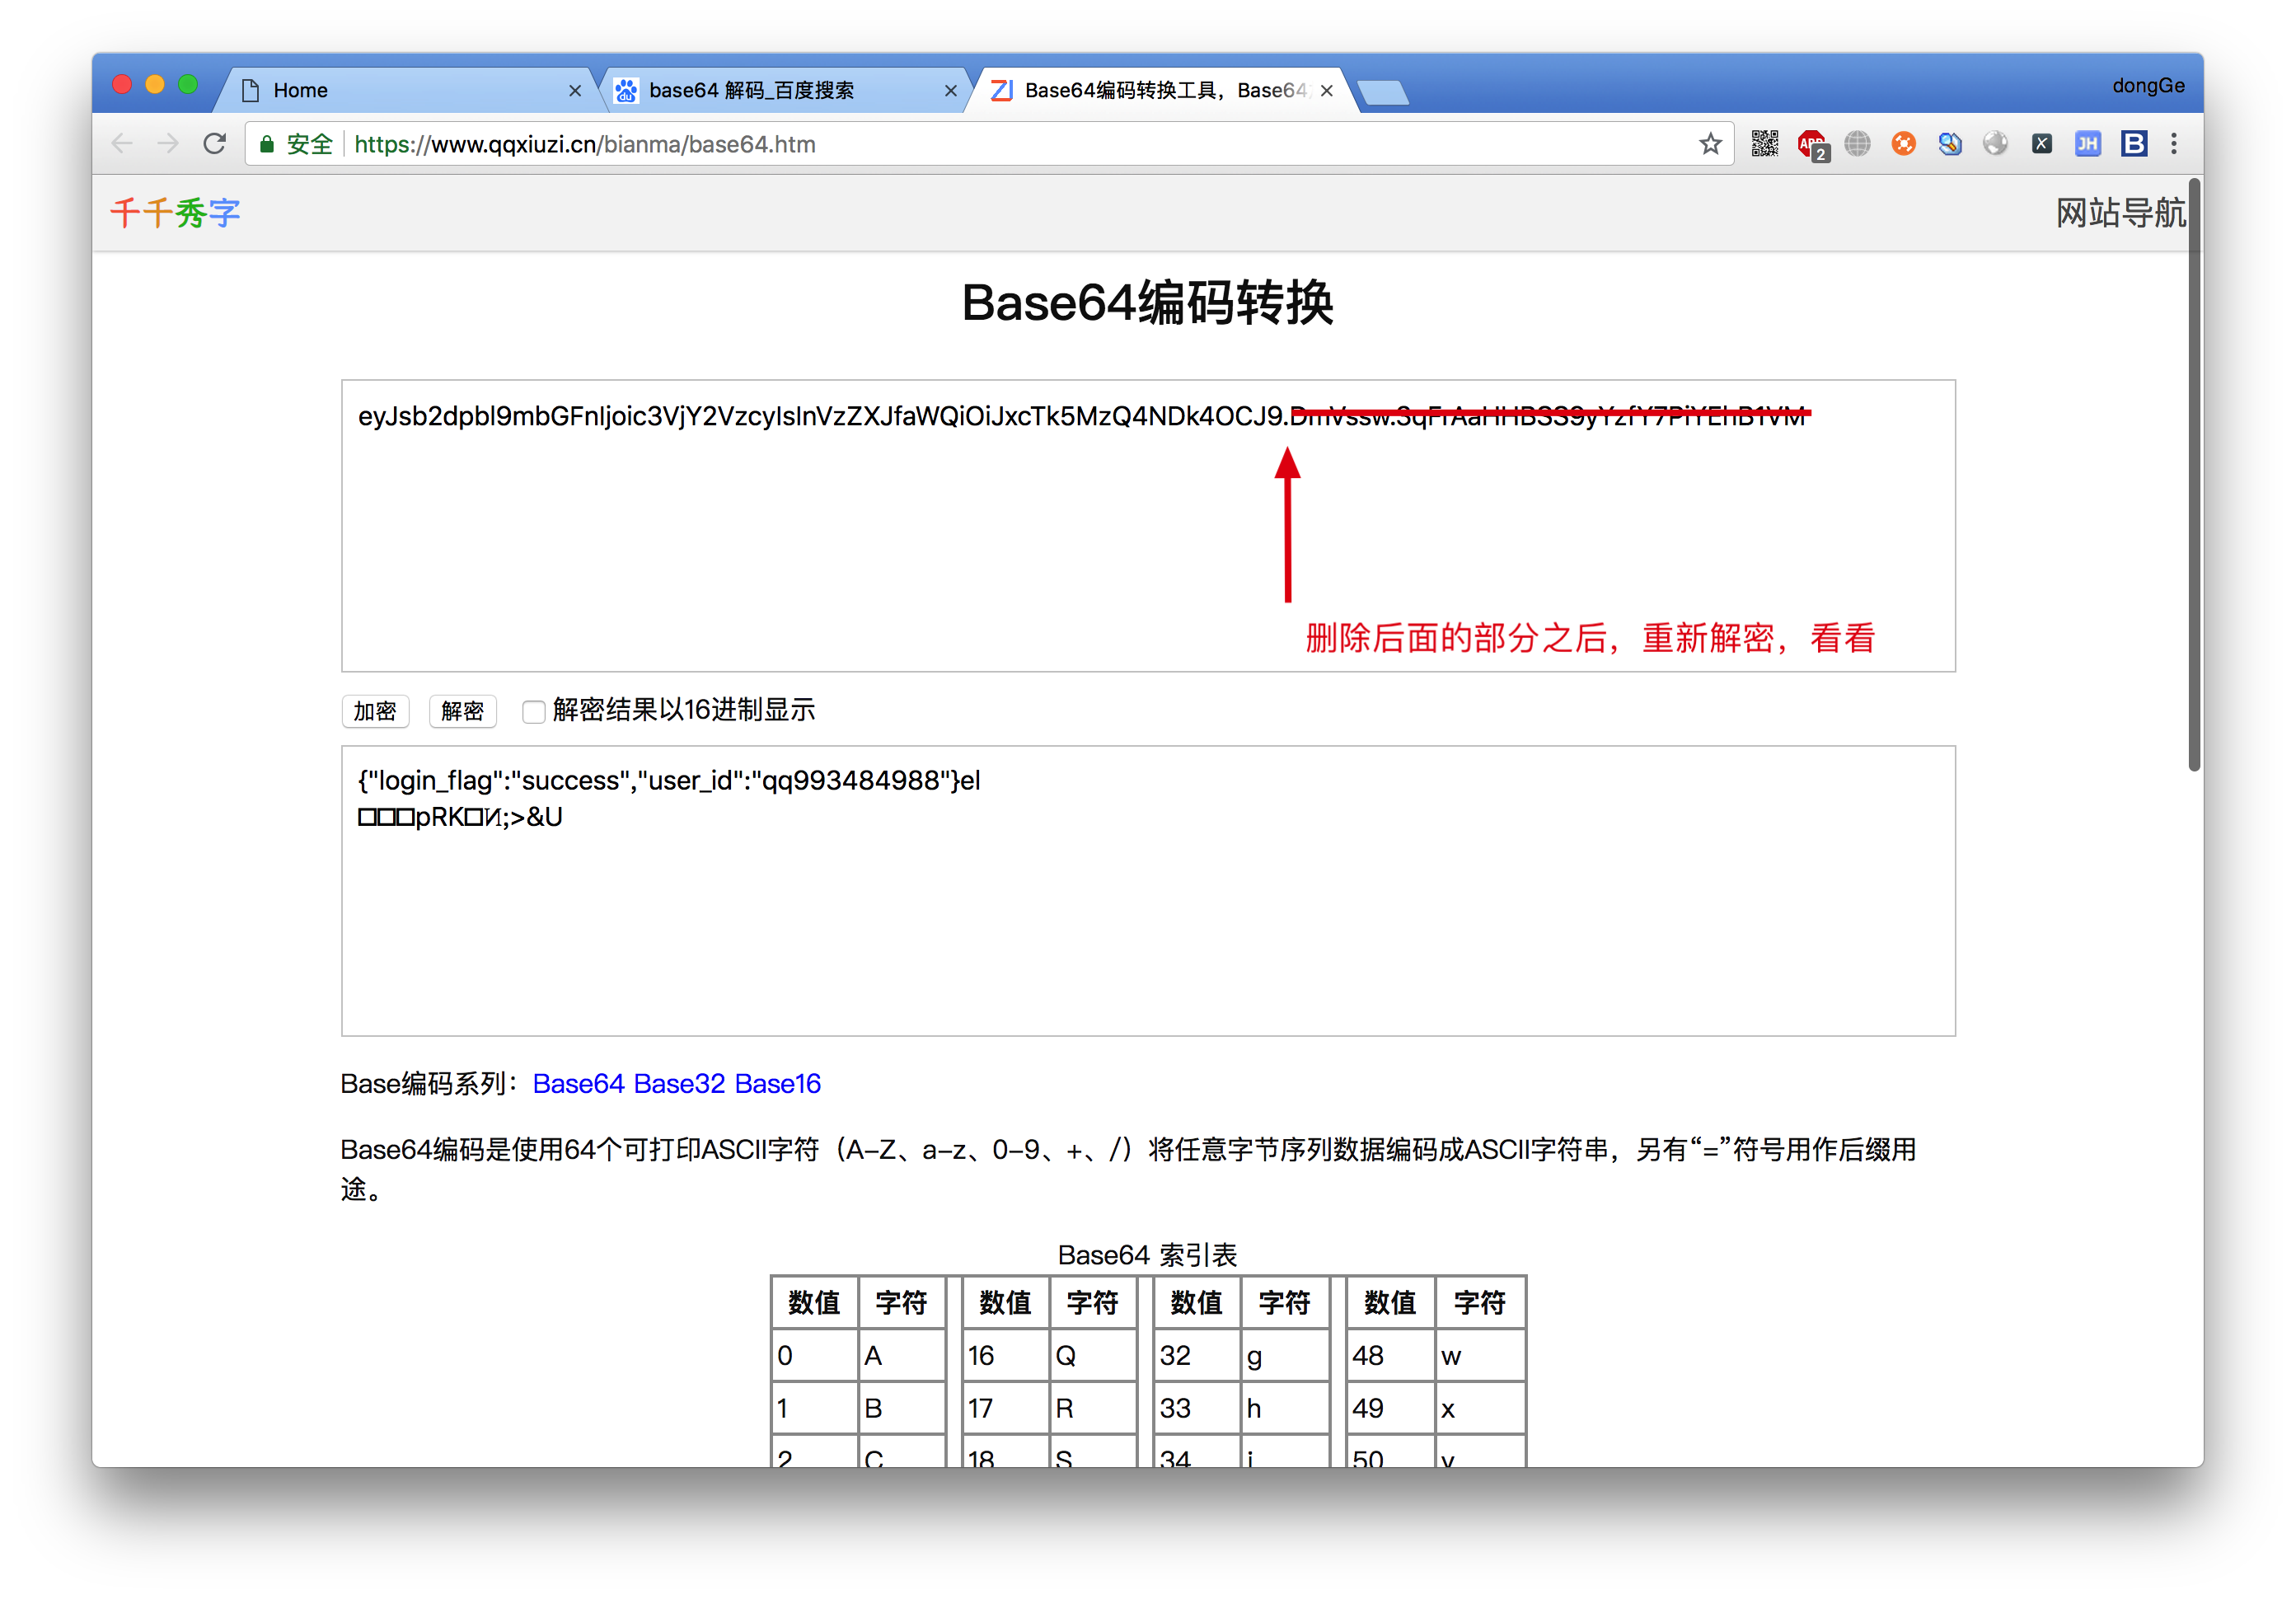 Home
base64 解码_百度搜索
Base64编码转换工具，Base64
dongGe
安全 https://www.qqxiuzi.cn/bianma/base64.htm
ABP 2 X JH B
千千秀字
网站导航
Base64编码转换
eyJsb2dpbl9mbGFnIjoic3VjY2VzcyIsInVzZXJfaWQiOiJxcTk5MzQ4NDk4OCJ9.DmVssw.SqFrAaHHBSS9yYzfY7PiYEhB1VM
删除后面的部分之后，重新解密，看看
加密 解密 解密结果以16进制显示
{"login_flag":"success","user_id":"qq993484988"}el
□□□pRK□И;>&U
Base编码系列：Base64 Base32 Base16
Base64编码是使用64个可打印ASCII字符（A-Z、a-z、0-9、+、/）将任意字节序列数据编码成ASCII字符串，另有“=”符号用作后缀用
途。
Base64 索引表
数值 字符 数值 字符 数值 字符 数值 字符
0 A 16 Q 32 g 48 w
1 B 17 R 33 h 49 x
2 C 18 S 34 i 50 y